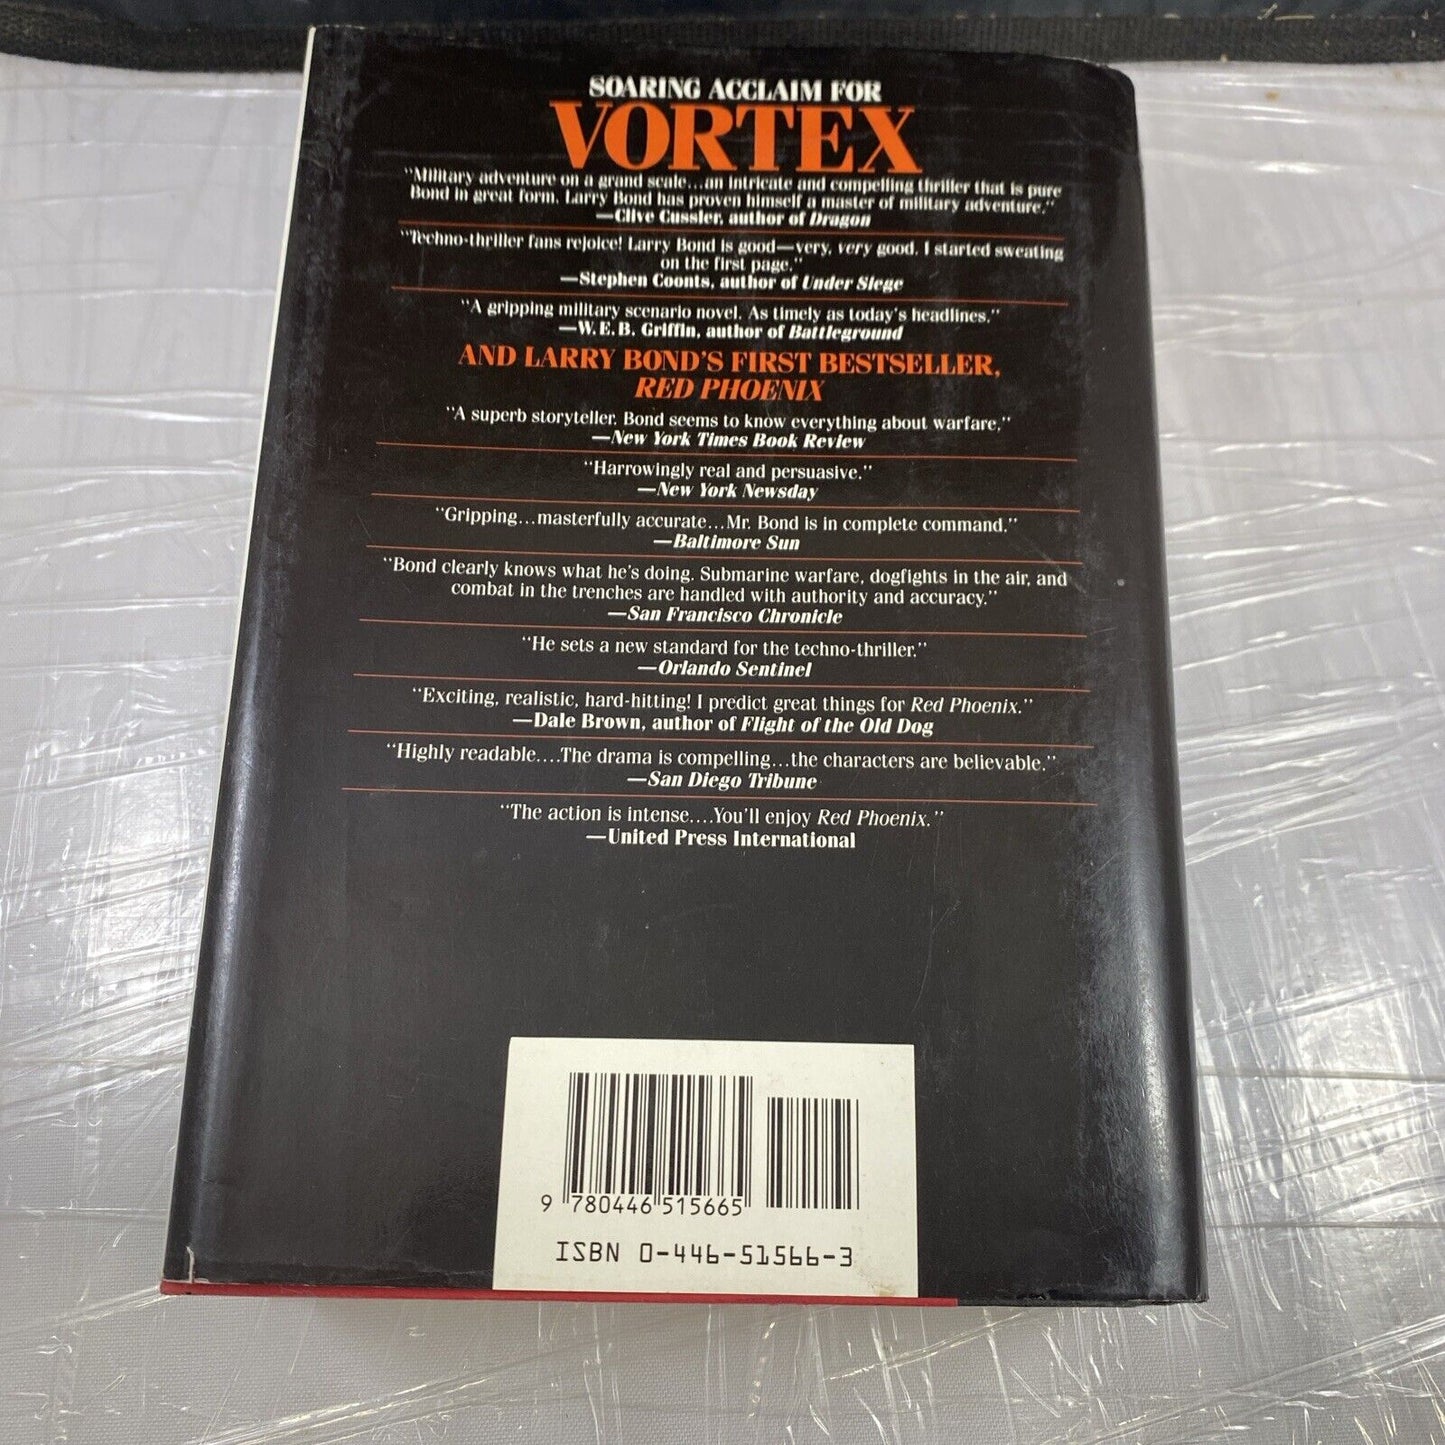 SOARING ACCLAIM FOR
VORTEX
"Military adventure on a grand scale...an intricate and compelling thriller that is pure
Bond in great form. Larry Bond has proven himself a master of military adventure."
—Clive Cussler, author of Dragon
"Techno-thriller fans rejoice! Larry Bond is good—very, very good. I started sweating
on the first page."
—Stephen Coonts, author of Under Siege
"A gripping military scenario novel. As timely as today's headlines."
—W.E.B. Griffin, author of Battleground
AND LARRY BOND'S FIRST BESTSELLER,
RED PHOENIX
"A superb storyteller. Bond seems to know everything about warfare."
—New York Times Book Review
"Harrowingly real and persuasive."
—New York Newsday
"Gripping...masterfully accurate...Mr. Bond is in complete command."
—Baltimore Sun
"Bond clearly knows what he's doing. Submarine warfare, dogfights in the air, and
combat in the trenches are handled with authority and accuracy."
—San Francisco Chronicle
"He sets a new standard for the techno-thriller."
—Orlando Sentinel
"Exciting, realistic, hard-hitting! I predict great things for Red Phoenix."
—Dale Brown, author of Flight of the Old Dog
"Highly readable....The drama is compelling...the characters are believable."
—San Diego Tribune
"The action is intense....You'll enjoy Red Phoenix."
—United Press International
9 780446 515665
ISBN 0-446-51566-3